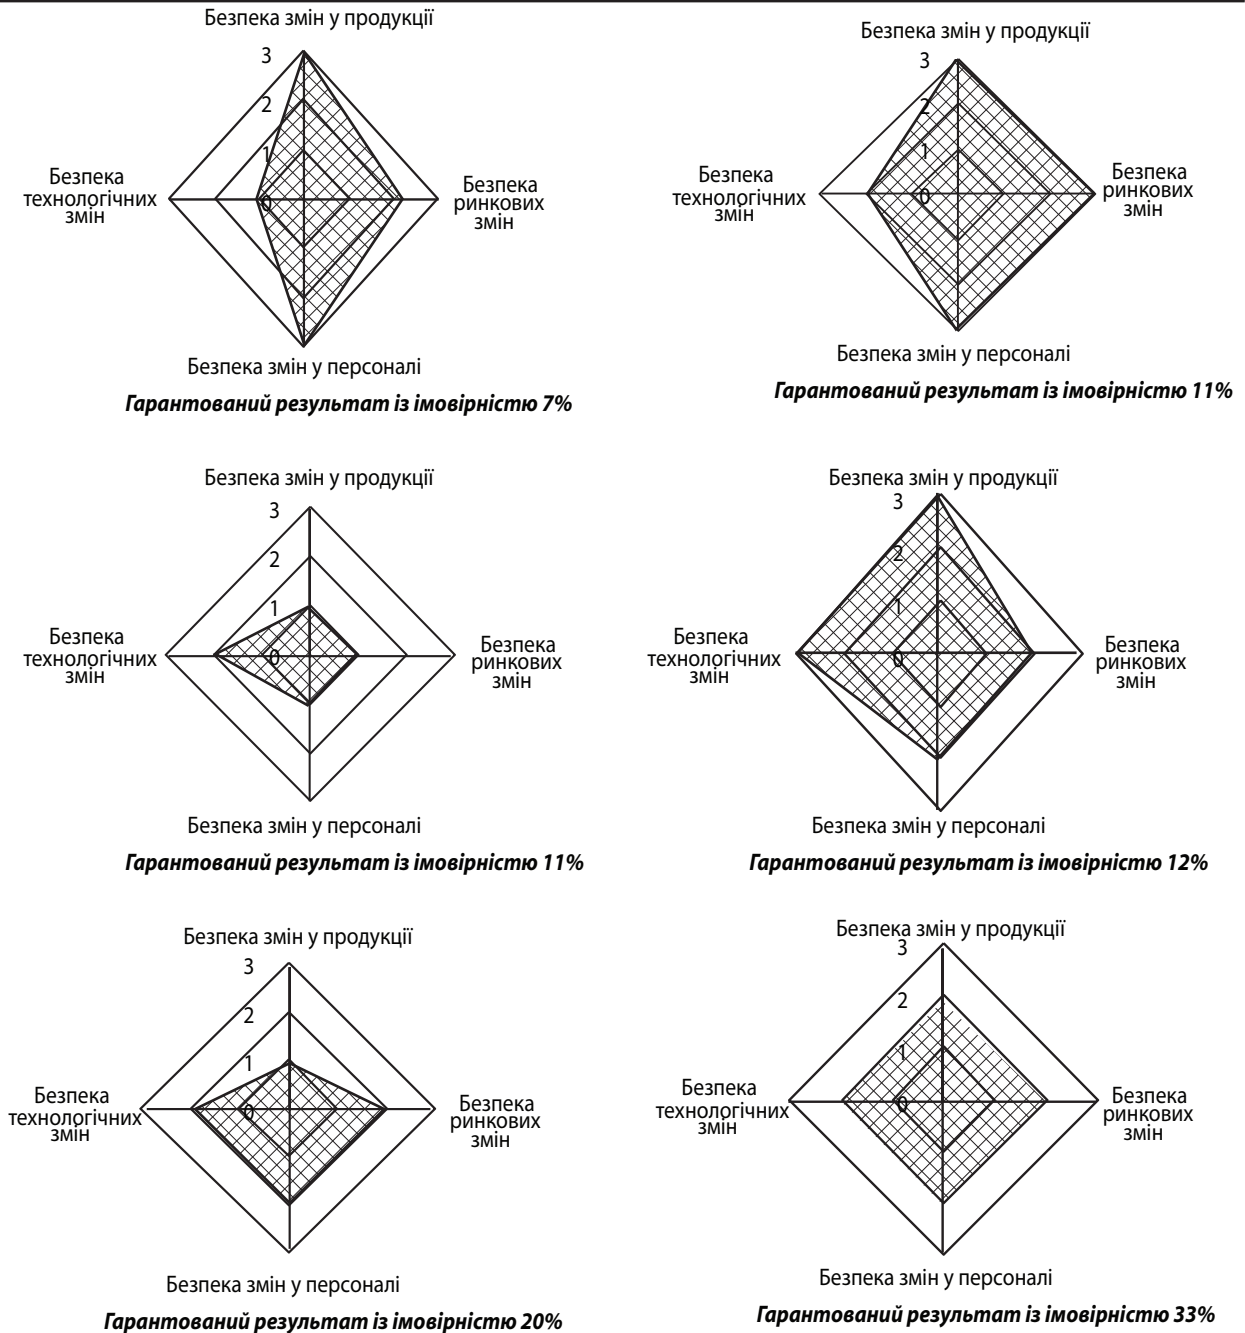 Безпека змін у продукції
3
2
1
0
Безпека
технологічних
змін
Безпека
ринкових
змін
Безпека змін у персоналі
Гарантований результат із імовірністю 7%
Безпека змін у продукції
3
2
1
0
Безпека
технологічних
змін
Безпека
ринкових
змін
Безпека змін у персоналі
Гарантований результат із імовірністю 11%
Безпека змін у продукції
3
2
1
0
Безпека
технологічних
змін
Безпека
ринкових
змін
Безпека змін у персоналі
Гарантований результат із імовірністю 11%
Безпека змін у продукції
3
2
1
0
Безпека
технологічних
змін
Безпека
ринкових
змін
Безпека змін у персоналі
Гарантований результат із імовірністю 12%
Безпека змін у продукції
3
2
1
0
Безпека
технологічних
змін
Безпека
ринкових
змін
Безпека змін у персоналі
Гарантований результат із імовірністю 20%
Безпека змін у продукції
3
2
1
0
Безпека
технологічних
змін
Безпека
ринкових
змін
Безпека змін у персоналі
Гарантований результат із імовірністю 33%